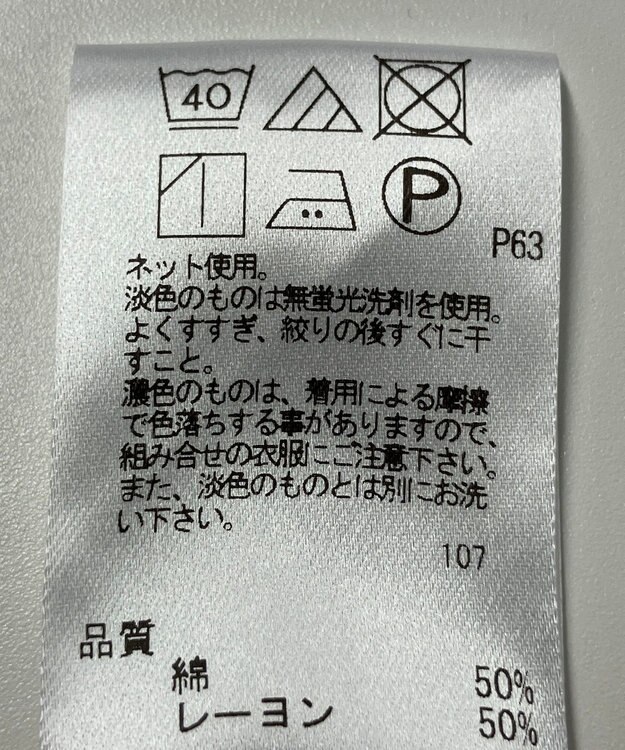 40
P
P63
ネット使用。
淡色のものは無蛍光洗剤を使用。
よくすすぎ、絞りの後すぐに干
すこと。
濃色のものは、着用による摩擦
で色落ちする事がありますので、
組み合せの衣服にご注意下さい。
また、淡色のものとは別にお洗
い下さい。
107
品質
綿 50%
レーヨン 50%